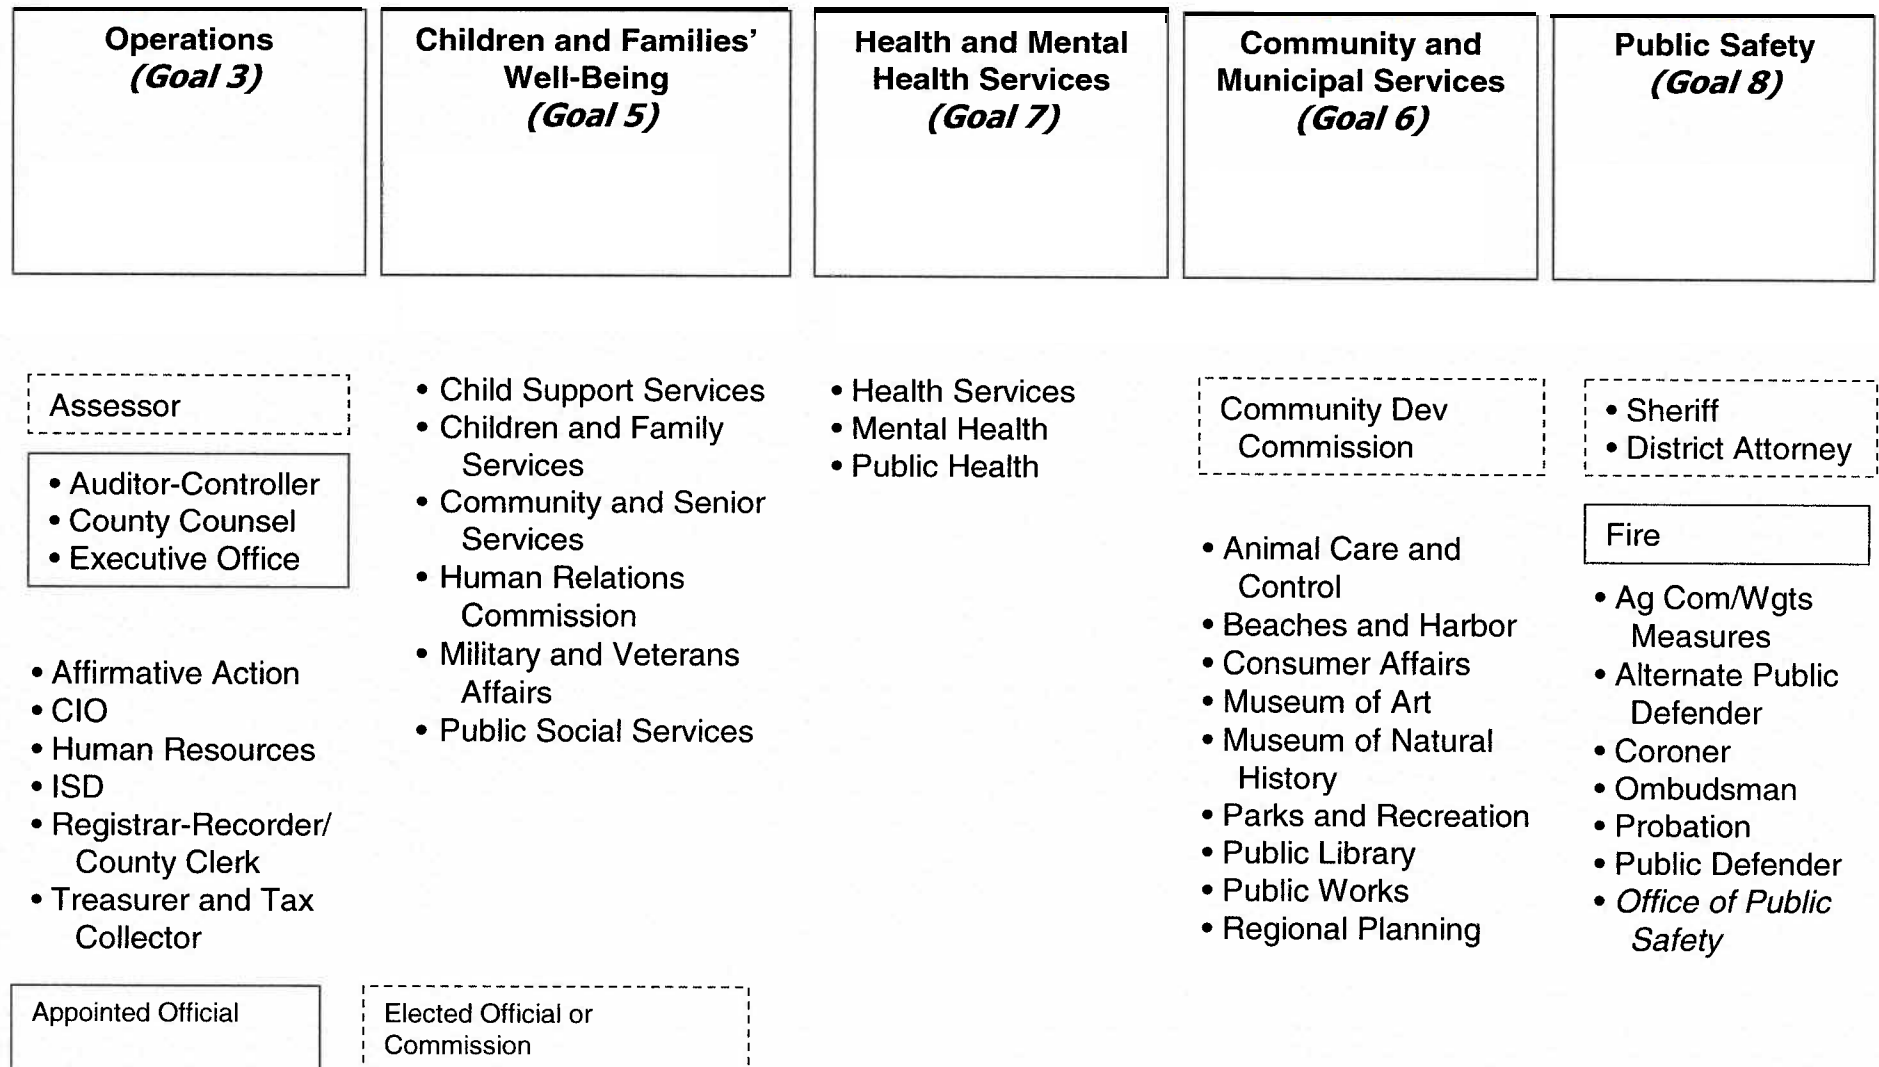 Operations
(Goal 3)
Children and Families’
Well-Being
(Goal 5)
Health and Mental
Health Services
(Goal 7)
Community and
Municipal Services
(Goal 6)
Public Safety
(Goal 8)
Assessor
• Auditor-Controller
• County Counsel
• Executive Office
• Affirmative Action
• CIO
• Human Resources
• ISD
• Registrar-Recorder/
County Clerk
• Treasurer and Tax
Collector
• Child Support Services
• Children and Family
Services
• Community and Senior
Services
• Human Relations
Commission
• Military and Veterans
Affairs
• Public Social Services
• Health Services
• Mental Health
• Public Health
Community Dev
Commission
• Animal Care and
Control
• Beaches and Harbor
• Consumer Affairs
• Museum of Art
• Museum of Natural
History
• Parks and Recreation
• Public Library
• Public Works
• Regional Planning
• Sheriff
• District Attorney
Fire
• Ag Com/Wgts
Measures
• Alternate Public
Defender
• Coroner
• Ombudsman
• Probation
• Public Defender
• Office of Public
Safety
Appointed Official
Elected Official or
Commission